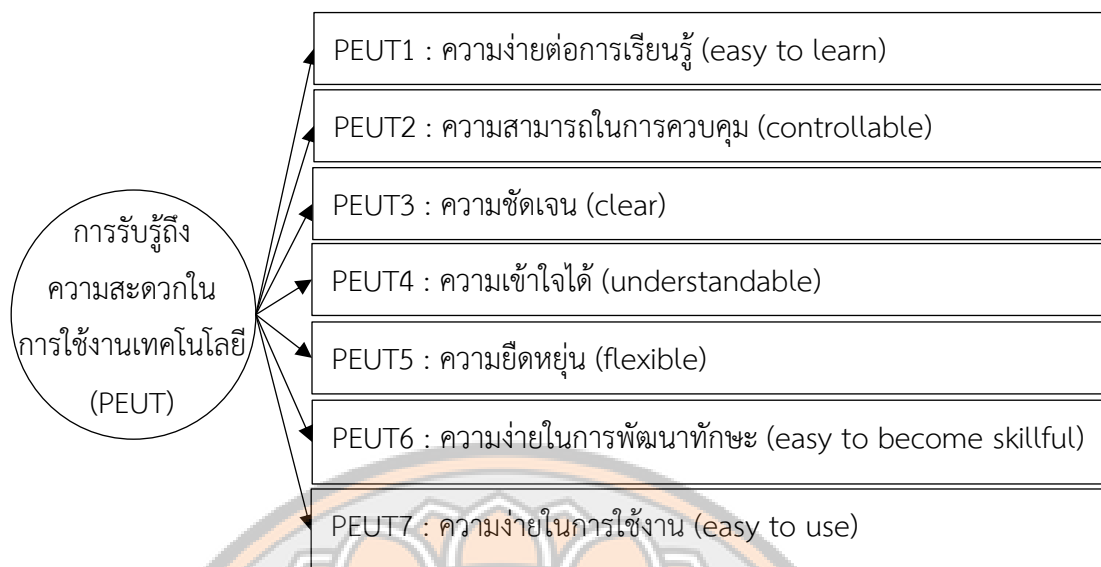 PEUT1 : ความง่ายต่อการเรียนรู้ (easy to learn)
PEUT2 : ความสามารถในการควบคุม (controllable)
PEUT3 : ความชัดเจน (clear)
การรับรู้ถึง
ความสะดวกใน
การใช้งานเทคโนโลยี
(PEUT)
PEUT4 : ความเข้าใจได้ (understandable)
PEUT5 : ความยืดหยุ่น (flexible)
PEUT6 : ความง่ายในการพัฒนาทักษะ (easy to become skillful)
PEUT7 : ความง่ายในการใช้งาน (easy to use)